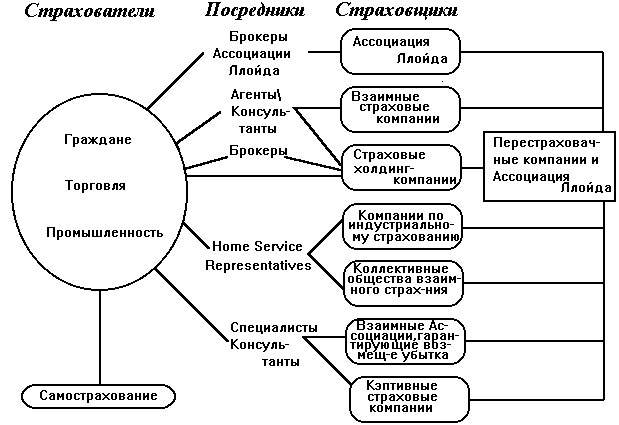 Страхователи
Посредники
Страховщики
Граждане
Торговля
Промышленность
Самострахование
Брокеры
Ассоциации
Ллойда
Агенты\
Консуль-
танты
Брокеры
Home Service
Representatives
Специалисты
Консуль-
танты
Ассоциация
Ллойда
Взаимные
страховые
компании
Страховые
холдинг-
компании
Компании по
индустриально-
му страхованию
Коллективные
общества взаим-
ного страх-ния
Взаимные Ас-
социации,гаран-
тирующие воз-
мещ-е убытка
Кэптивные
страховые
компании
Перестраховач-
ные компании и
Ассоциация
Ллойда